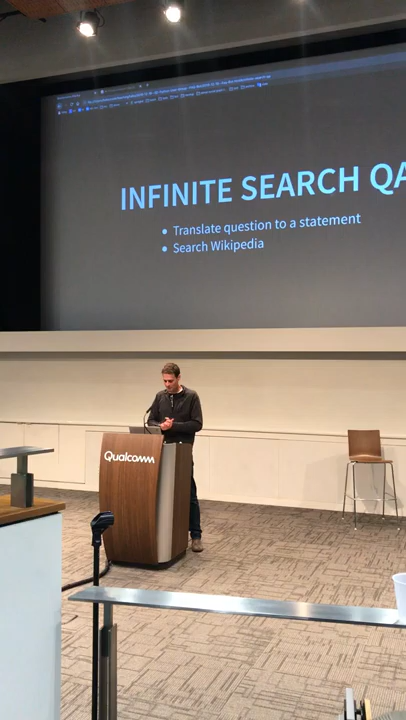 INFINITE SEARCH QA
Translate question to a statement
Search Wikipedia
Qualcomm